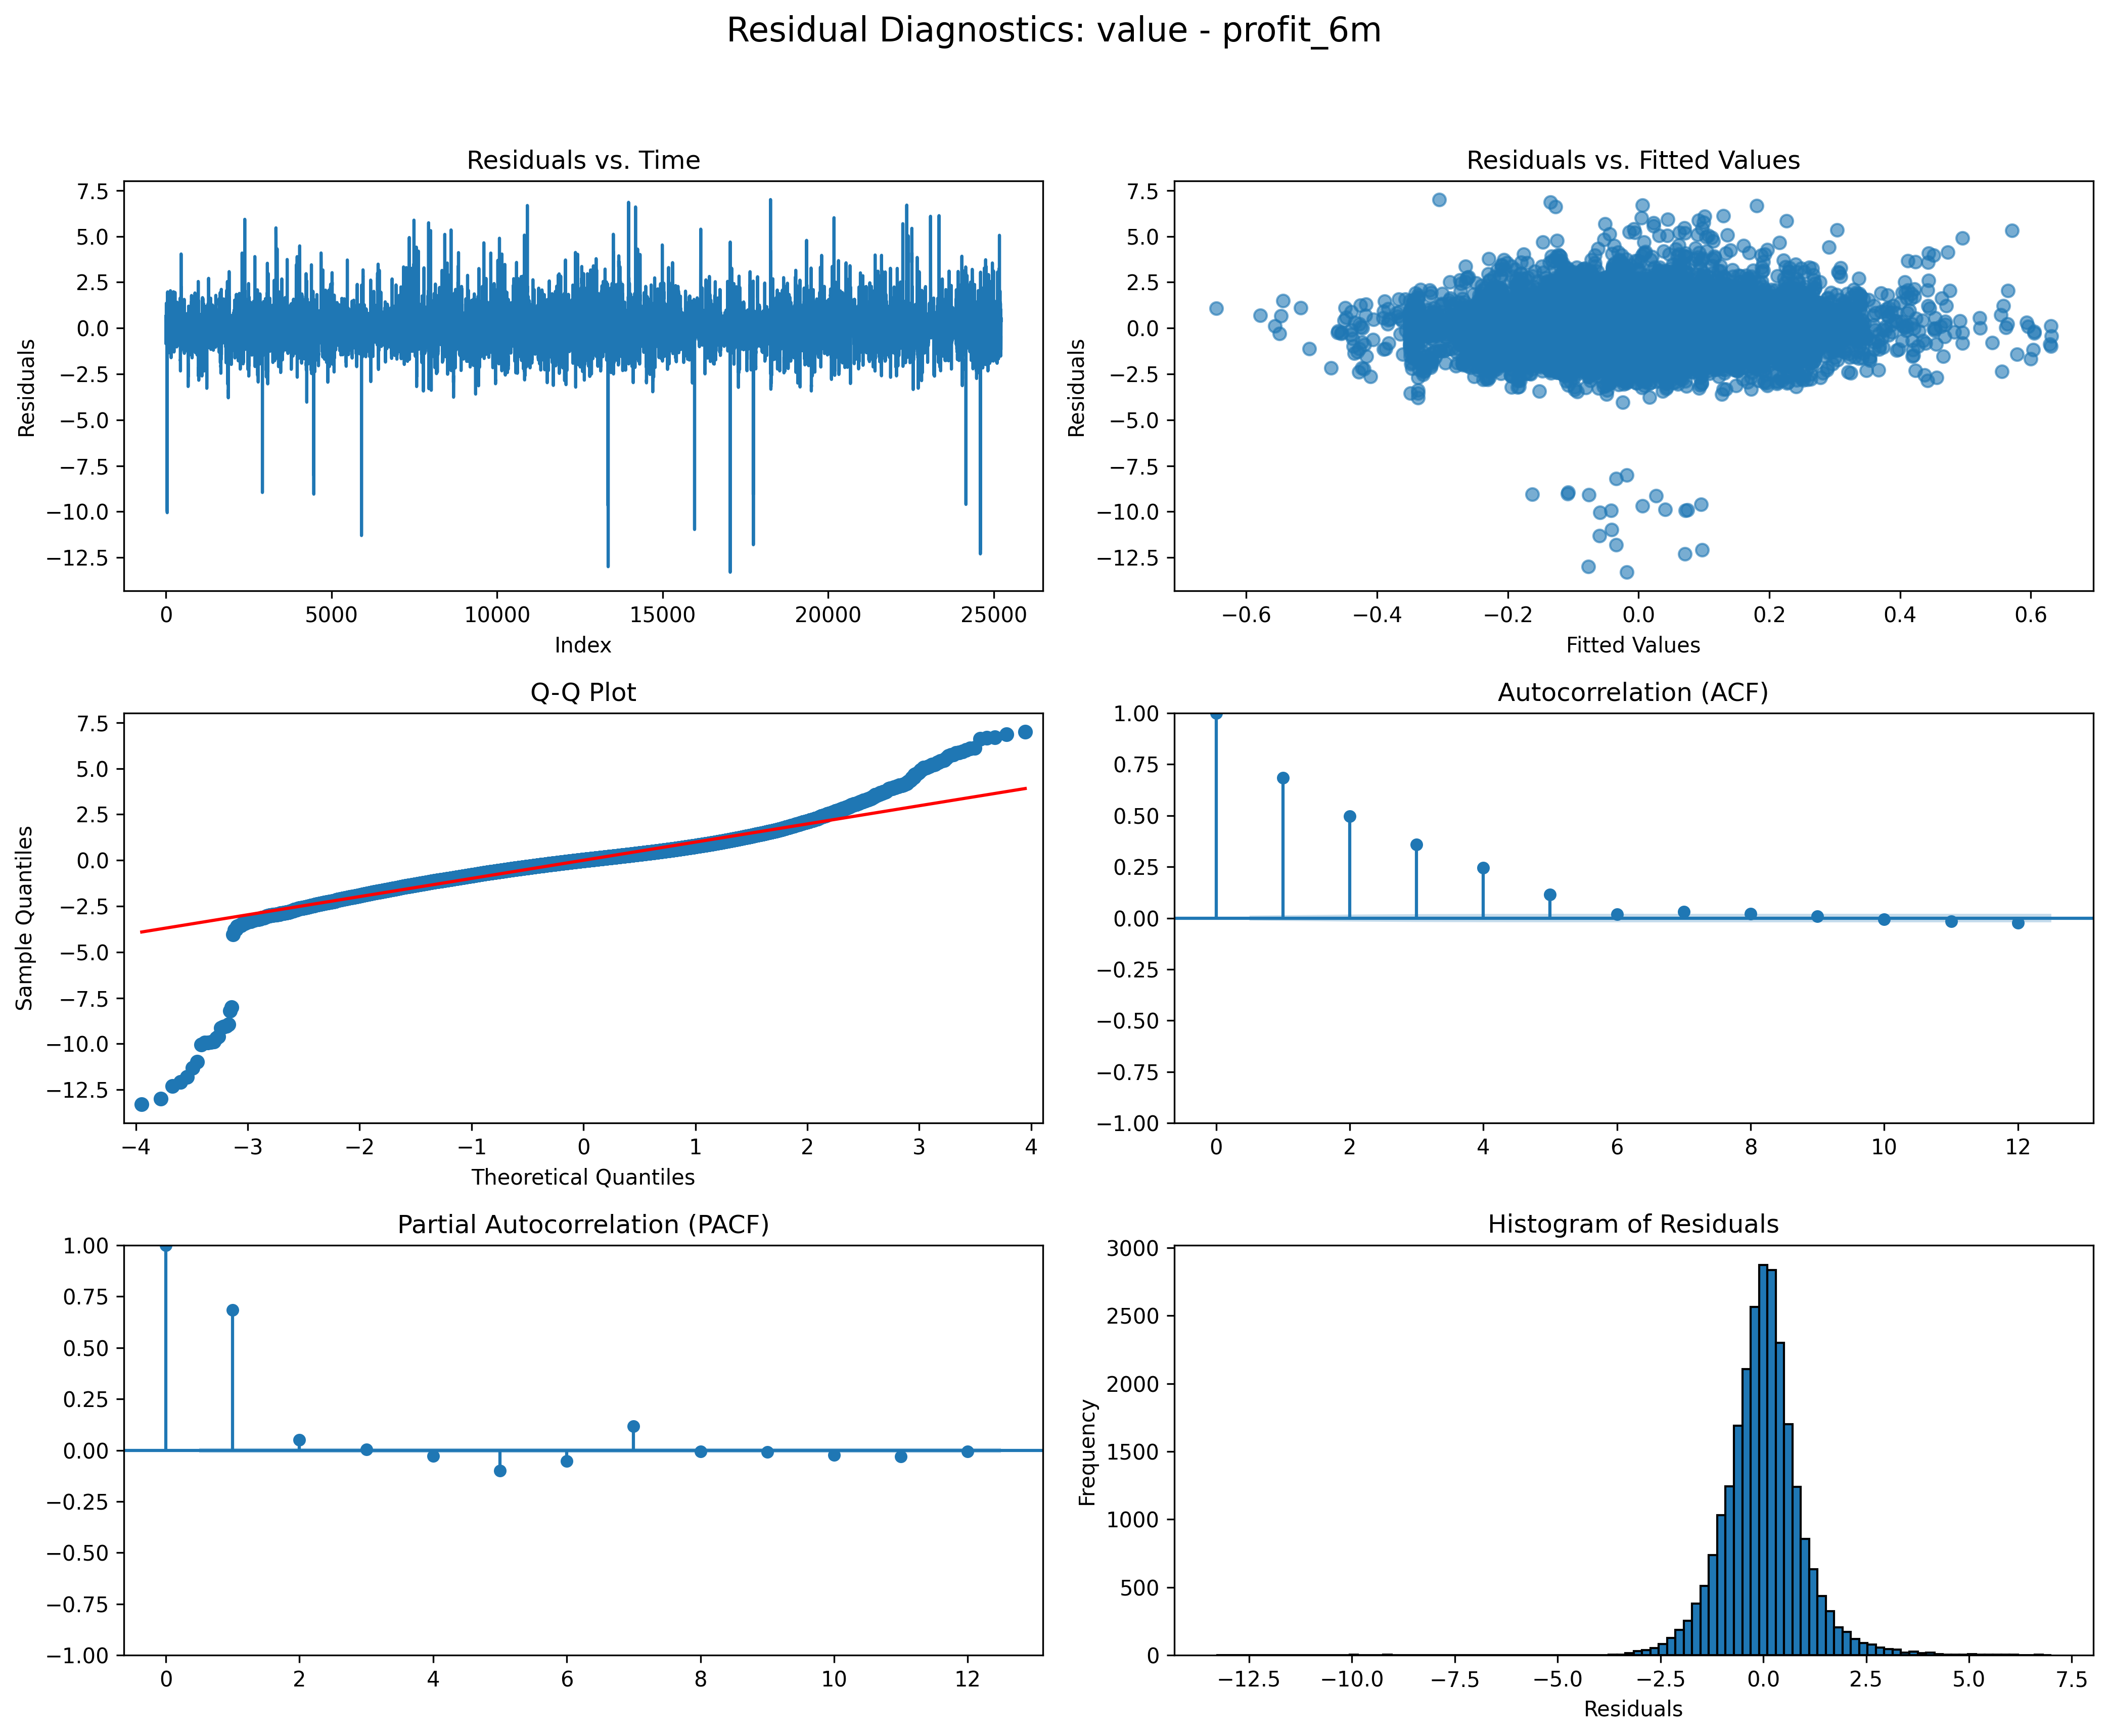 Residual Diagnostics: value - profit_6m
Residuals vs. Time
7.5
5.0
2.5
0.0
−2.5
−5.0
−7.5
−10.0
−12.5
Residuals
0 5000 10000 15000 20000 25000
Index
Residuals vs. Fitted Values
7.5
5.0
2.5
0.0
−2.5
−5.0
−7.5
−10.0
−12.5
Residuals
−0.6 −0.4 −0.2 0.0 0.2 0.4 0.6
Fitted Values
Q-Q Plot
7.5
5.0
2.5
0.0
−2.5
−5.0
−7.5
−10.0
−12.5
Sample Quantiles
−4 −3 −2 −1 0 1 2 3 4
Theoretical Quantiles
Autocorrelation (ACF)
1.00
0.75
0.50
0.25
0.00
−0.25
−0.50
−0.75
−1.00
0 2 4 6 8 10 12
Partial Autocorrelation (PACF)
1.00
0.75
0.50
0.25
0.00
−0.25
−0.50
−0.75
−1.00
0 2 4 6 8 10 12
Histogram of Residuals
3000
2500
2000
1500
1000
500
0
Frequency
−12.5 −10.0 −7.5 −5.0 −2.5 0.0 2.5 5.0 7.5
Residuals